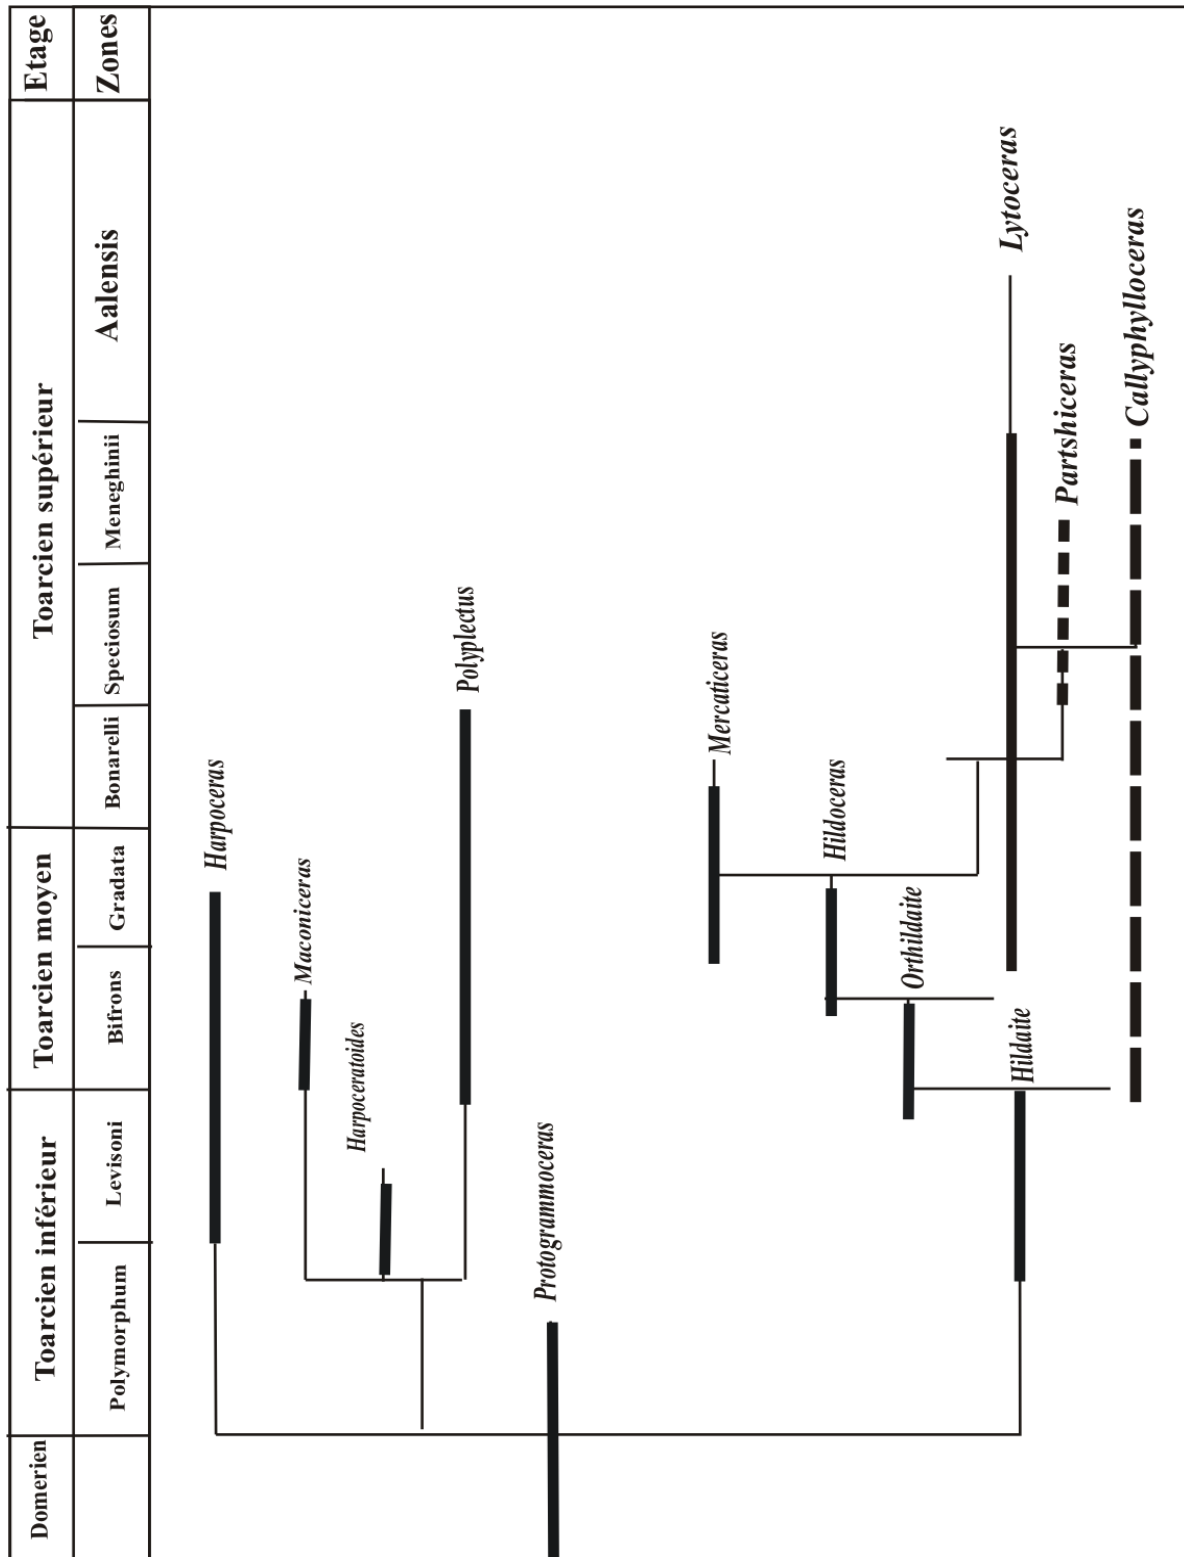 Etage
Zones
Toarcien supérieur
Aalensis
Meneghinii
Speciosum
Bonarelli
Toarcien moyen
Gradata
Bifrons
Toarcien inférieur
Levisoni
Polymorphum
Domerien
Harpoceras
Maconiceras
Harpoceratoides
Polyplectus
Protogrammoceras
Mercaticeras
Hildoceras
Orthildaite
Hildaite
Lytoceras
Partshiceras
Callyphylloceras